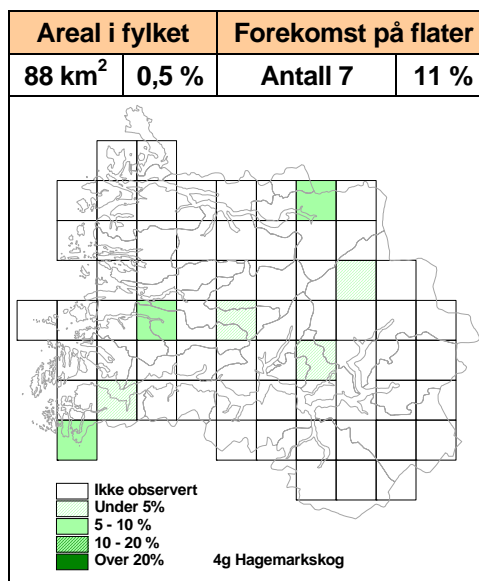 Areal i fylket Forekomst på flater
88 km² 0,5 % Antall 7 11 %
Ikke observert
Under 5%
5 - 10 %
10 - 20 %
Over 20% 4g Hagemarkskog